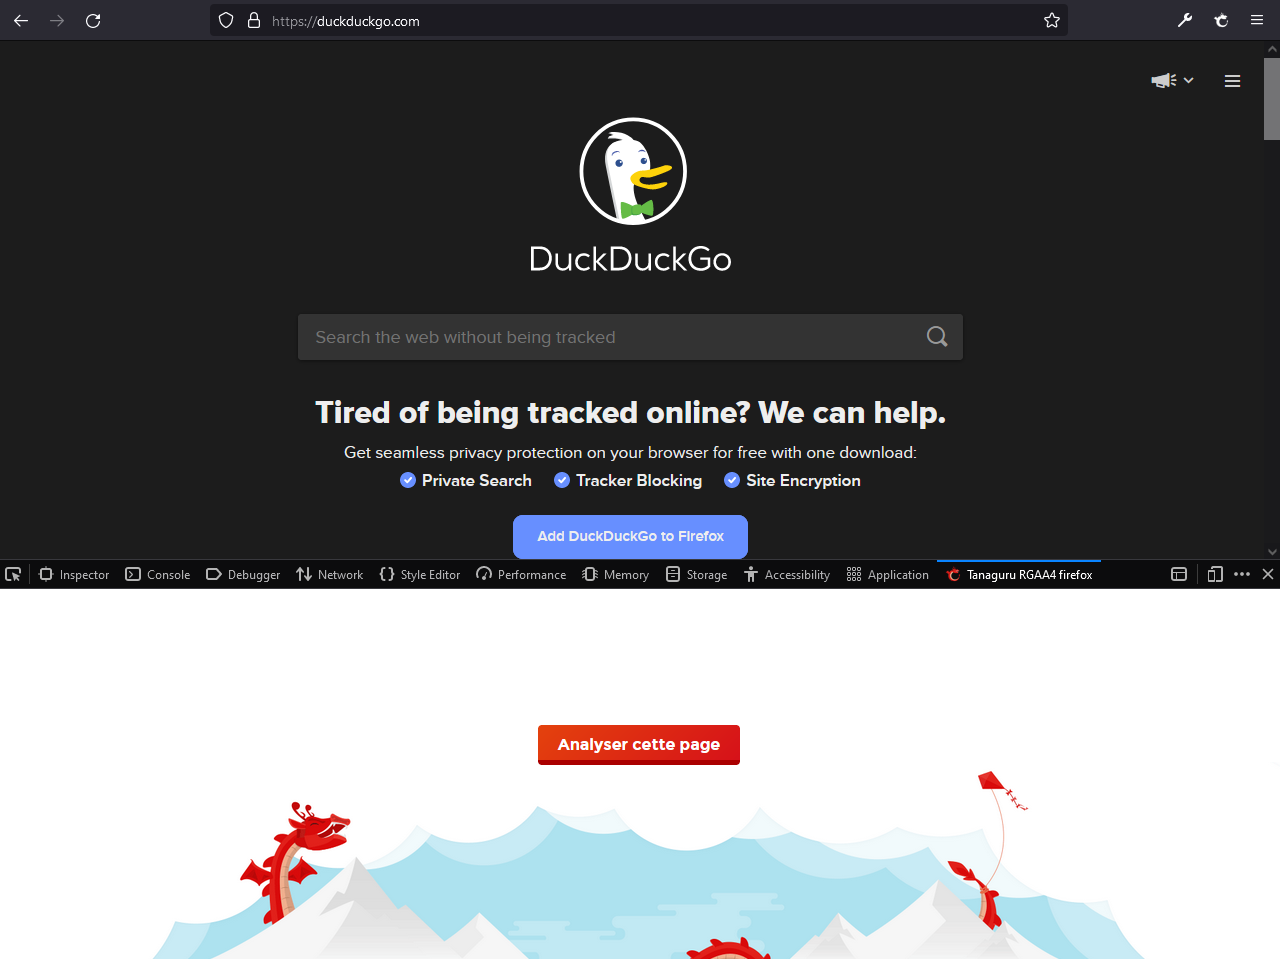 https://duckduckgo.com
DuckDuckGo
Search the web without being tracked
Tired of being tracked online? We can help.
Get seamless privacy protection on your browser for free with one download:
Private Search Tracker Blocking Site Encryption
Add DuckDuckGo to Firefox
Inspector Console Debugger Network Style Editor Performance Memory Storage Accessibility Application Tanaguru RGAA4 firefox
Analyser cette page